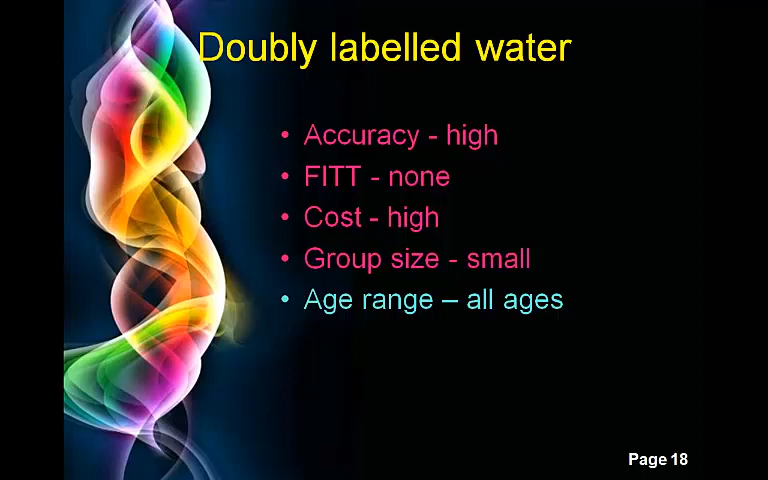 Doubly labelled water
• Accuracy - high
• FITT - none
• Cost - high
• Group size - small
• Age range – all ages
Page 18